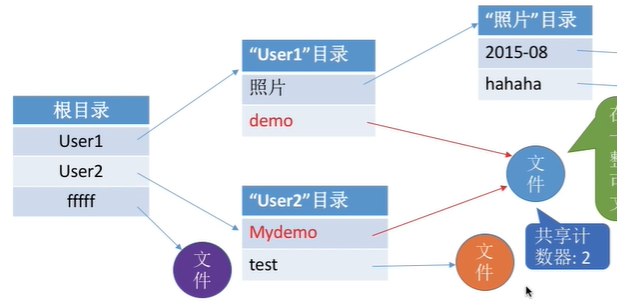 "照片"目录
2015-08
hahaha
"User1"目录
照片
demo
根目录
User1
User2
fffff
"User2"目录
Mydemo
test
文
件
文
件
文
件
共享计
数器: 2
在
一
整
可
文